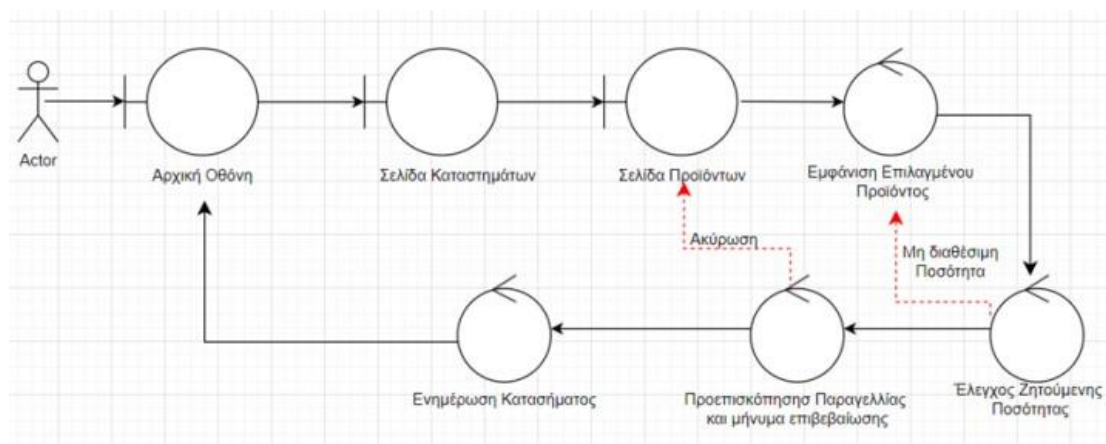 Actor
Αρχική Οθόνη
Σελίδα Καταστημάτων
Σελίδα Προϊόντων
Εμφάνιση Επιλαγμένου
Προϊόντος
Ακύρωση
Μη διαθέσιμη
Ποσότητα
Ενημέρωση Κατασήματος
Προεπισκόπησησ Παραγελλίας
και μήνυμα επιβεβαίωσης
Έλεγχος Ζητούμενης
Ποσότητας